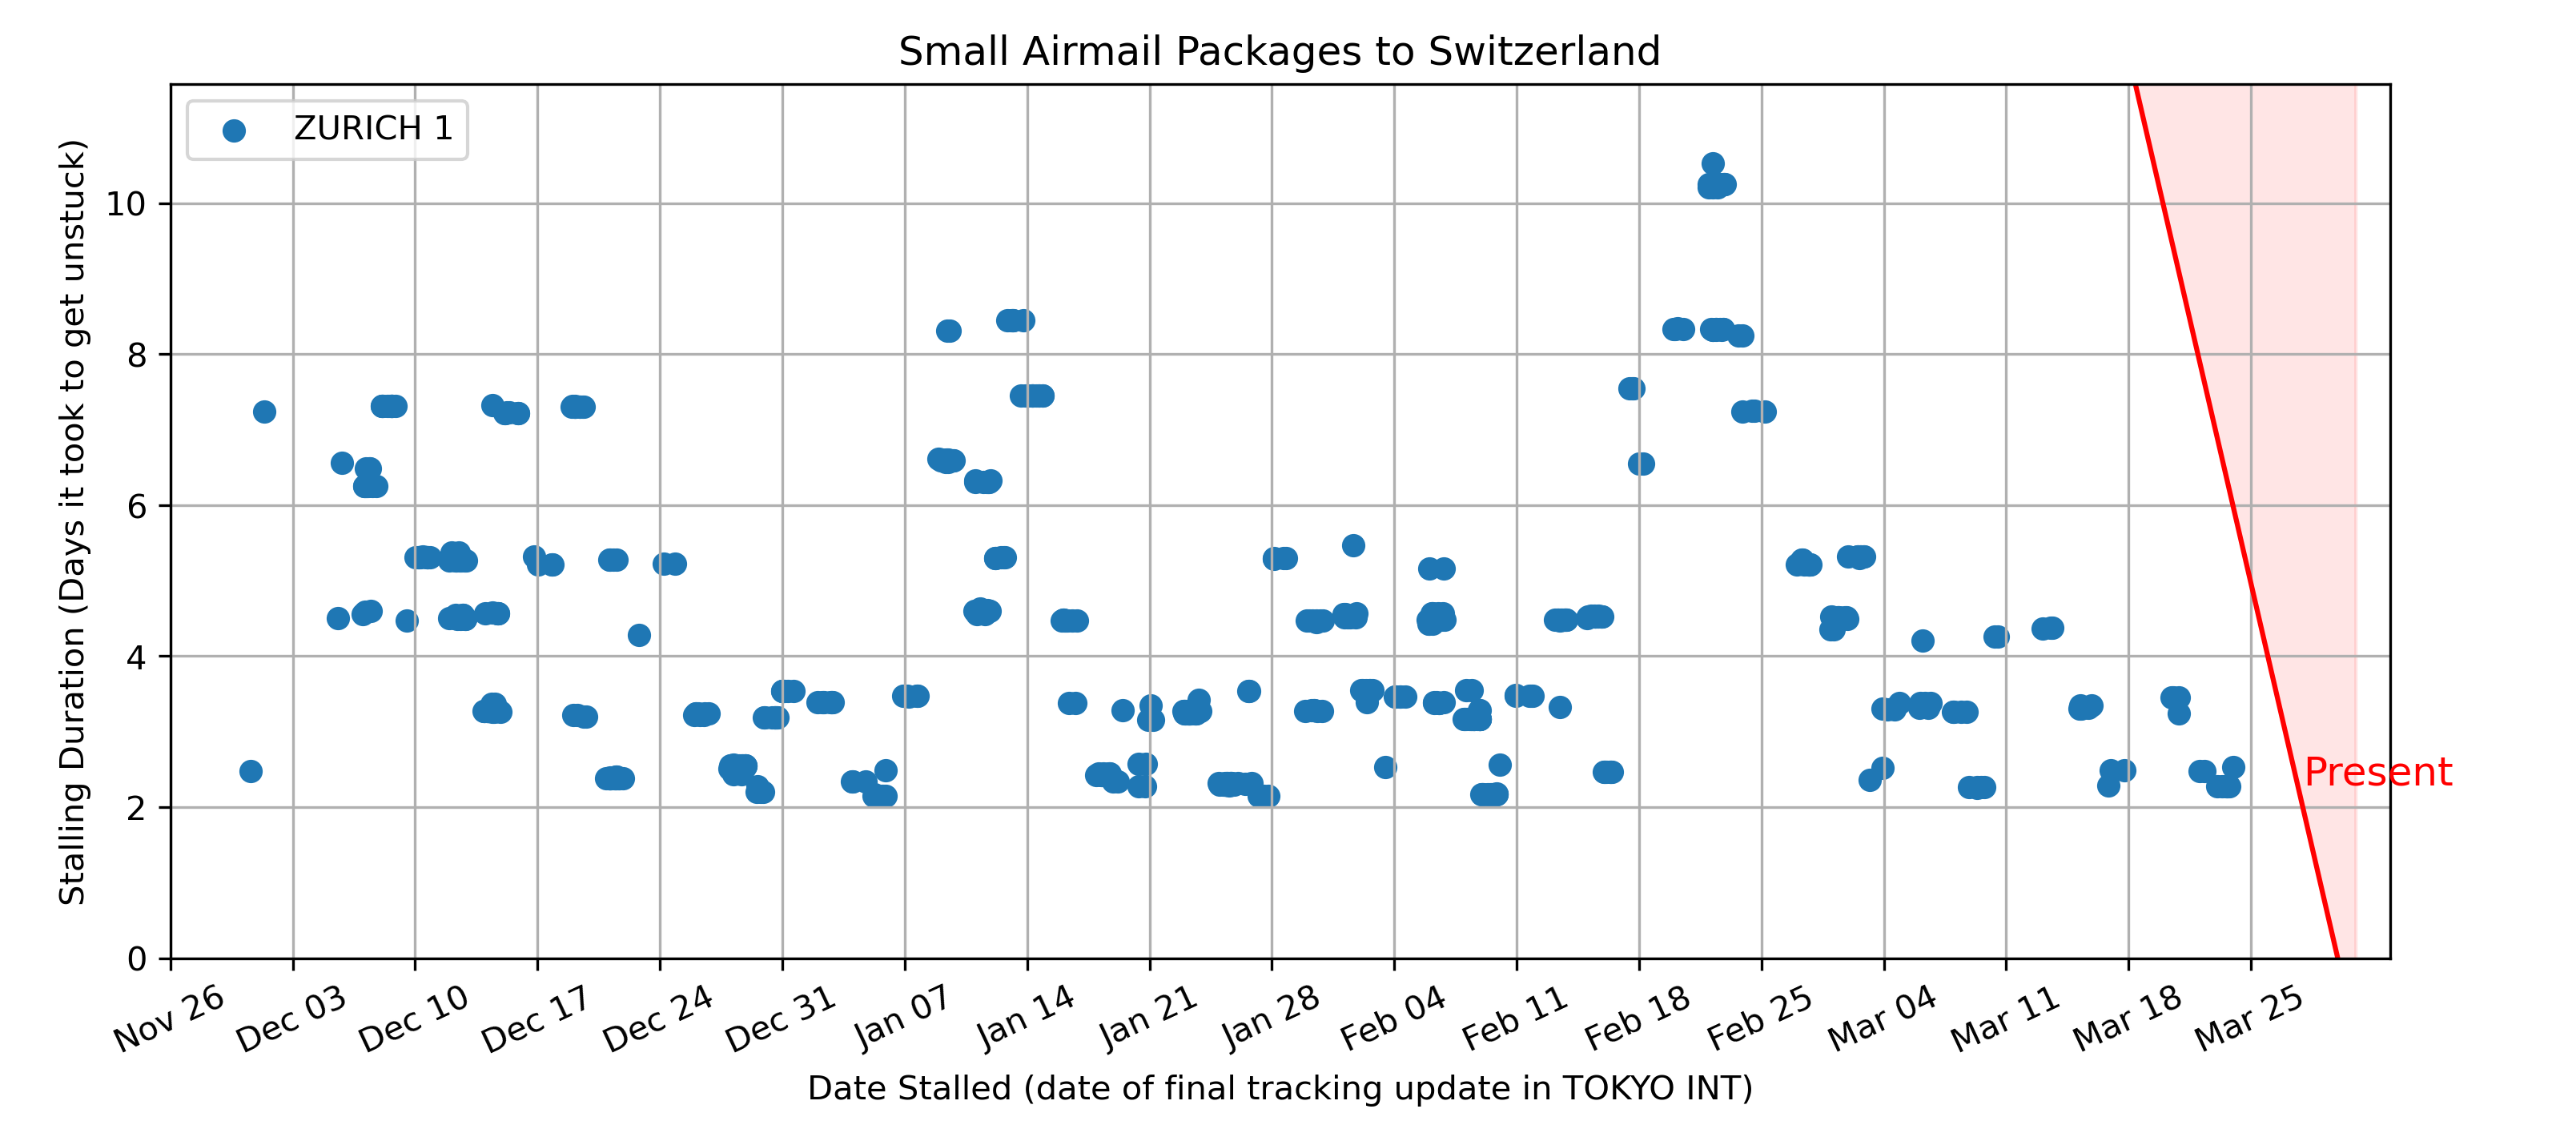 Small Airmail Packages to Switzerland
ZURICH 1
Stalling Duration (Days it took to get unstuck)
10
8
6
4
2
0
Present
Nov 26
Dec 03
Dec 10
Dec 17
Dec 24
Dec 31
Jan 07
Jan 14
Jan 21
Jan 28
Feb 04
Feb 11
Feb 18
Feb 25
Mar 04
Mar 11
Mar 18
Mar 25
Date Stalled (date of final tracking update in TOKYO INT)